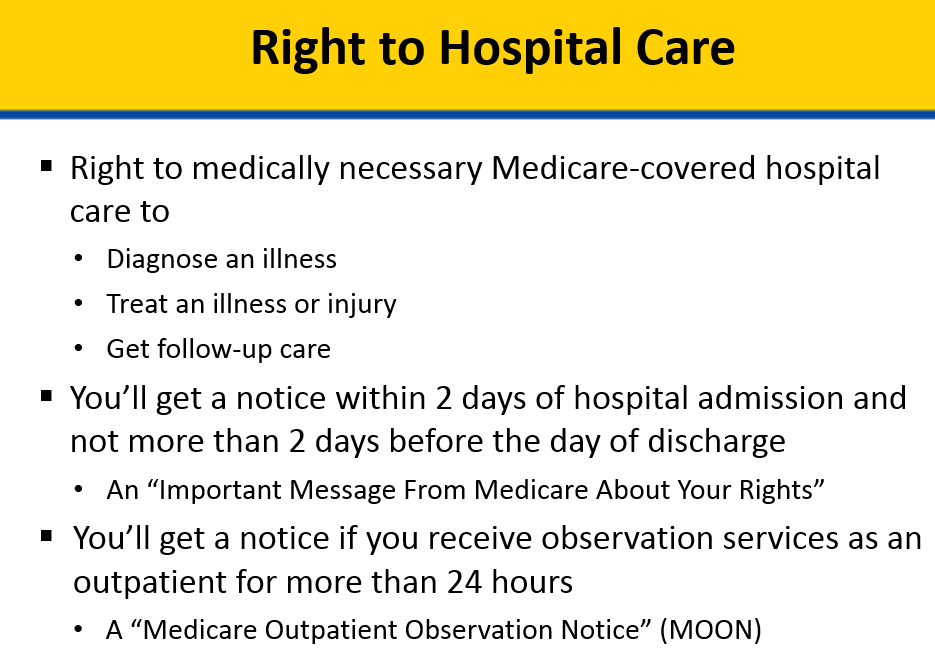 Right to Hospital Care
▪ Right to medically necessary Medicare-covered hospital
care to
• Diagnose an illness
• Treat an illness or injury
• Get follow-up care
▪ You’ll get a notice within 2 days of hospital admission and
not more than 2 days before the day of discharge
• An “Important Message From Medicare About Your Rights”
▪ You’ll get a notice if you receive observation services as an
outpatient for more than 24 hours
• A “Medicare Outpatient Observation Notice” (MOON)